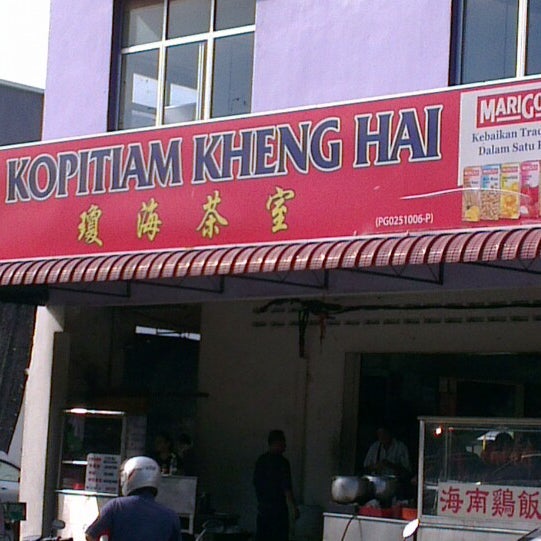 KOPITIAM KHENG HAI
瓊海茶室
(PG0251006-P)
MARIGO
Kebaikan Trad
Dalam Satu
海南鷄飯